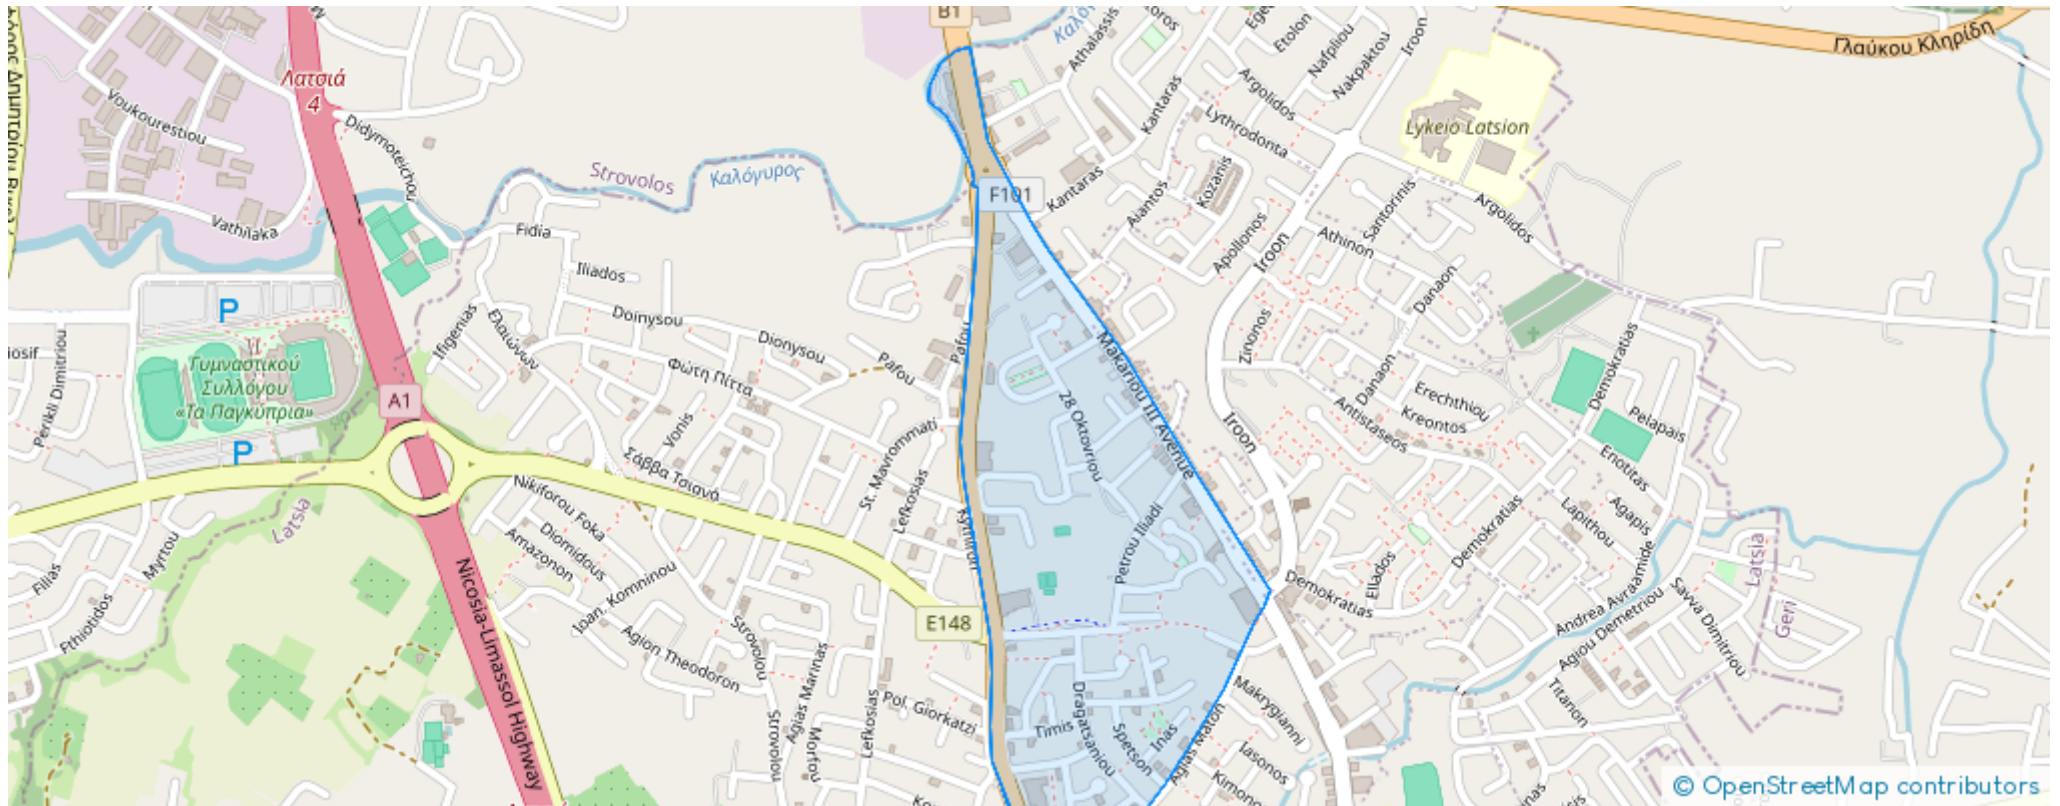 B1
Γλαύκου Κληρίδη
Λατσιά
4
Voukourestiou
Didymoteichou
Vathilaka
Strovolos
Καλόγυρος
F101
Athalassis
Kantaras
Kantaras
Etolon
Nafpliou
Nakpaktou
Iroon
Argolidos
Lythrodonta
Lykeio Latsion
Kozanis
Aiantos
Apollonos
Iroon
Santorinis
Athinon
Argolidos
Danaon
Fidia
Iliados
Doinysou
Dionysou
Pafou
Pafou
Ifigenias
Ελαιώνων
Φώτη Πίττα
P
Γυμναστικού
Συλλόγου
«Τα Παγκύπρια»
P
iosif
Perikli Dimitriou
A1
Vonis
Σάββα Τσιανά
St. Mavrommati
Lefkosias
Makariou III Avenue
28 Oktovriou
Zinonos
Danaon
Erechthiou
Kreontos
Antistaseos
Iroon
Demokratias
Pelapais
Enotitas
Agapis
Lapithou
Demokratias
Latsia
Myrtou
Filias
Fthiotidos
Nikiforou Foka
Diomidous
Amazonon
Ioan. Komninou
Nicosia-Limassol Highway
Agion Theodoron
Strovolou
Strovolou
Agias Marinas
Morfou
Lefkosias
Pol. Giorkatzi
E148
Petrou Iliadi
Demokratias
Ellados
Andrea Avraamide
Agiou Demetriou
Savva Dimitriou
Latsia
Geri
Titanon
Timis
Dragatsaniou
Spetson
Inas
Agias Maton
Makrygianni
Iasonos
Kimonos
© OpenStreetMap contributors